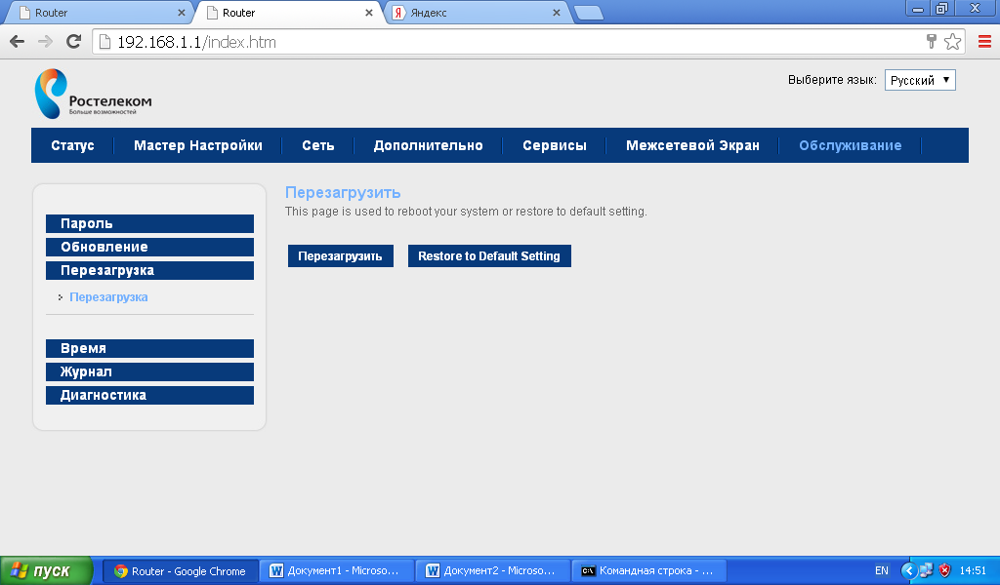 Router
Router
Яндекс
192.168.1.1/index.htm
Ростелеком
Больше возможностей
Выберите язык: Русский
Статус Мастер Настройки Сеть Дополнительно Сервисы Межсетевой Экран Обслуживание
Пароль
Обновление
Перезагрузка
Перезагрузка
Время
Журнал
Диагностика
Перезагрузить
This page is used to reboot your system or restore to default setting.
Перезагрузить Restore to Default Setting
пуск Router - Google Chrome Документ1 - Microso... Документ2 - Microso... Командная строка - ... EN 14:51